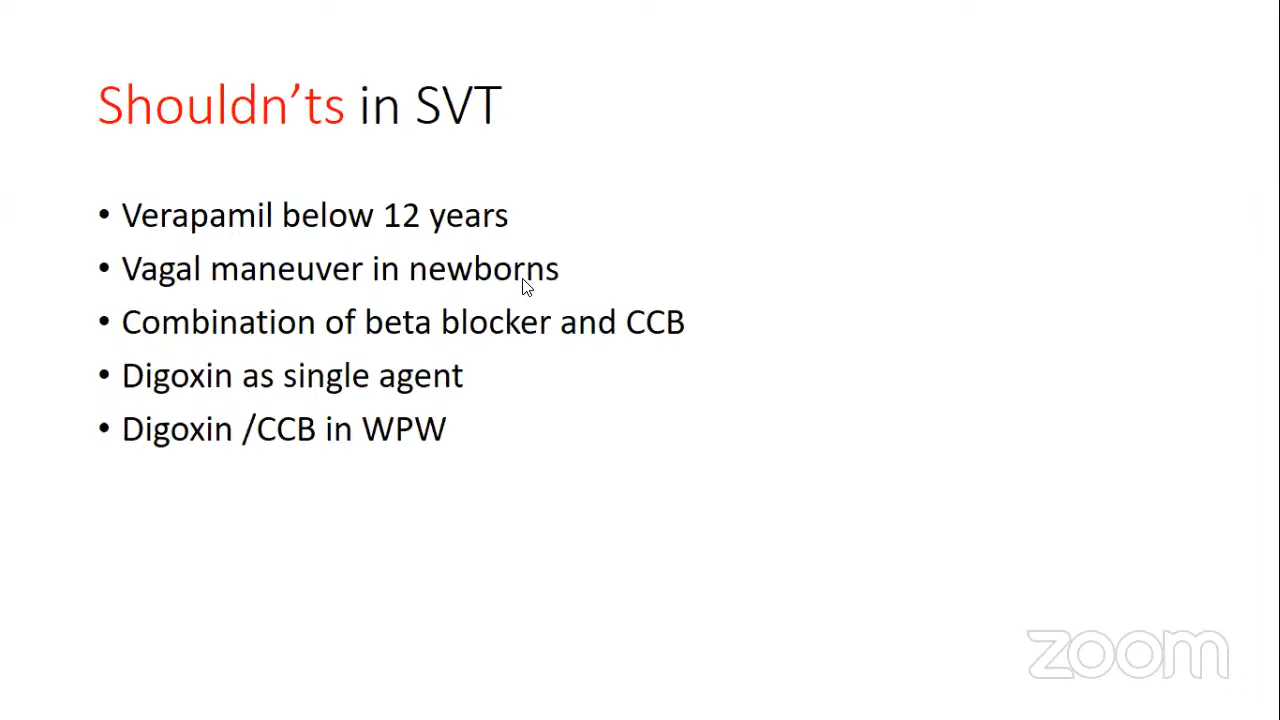 Shouldn’ts in SVT
• Verapamil below 12 years
• Vagal maneuver in newborns
• Combination of beta blocker and CCB
• Digoxin as single agent
• Digoxin /CCB in WPW
zoom